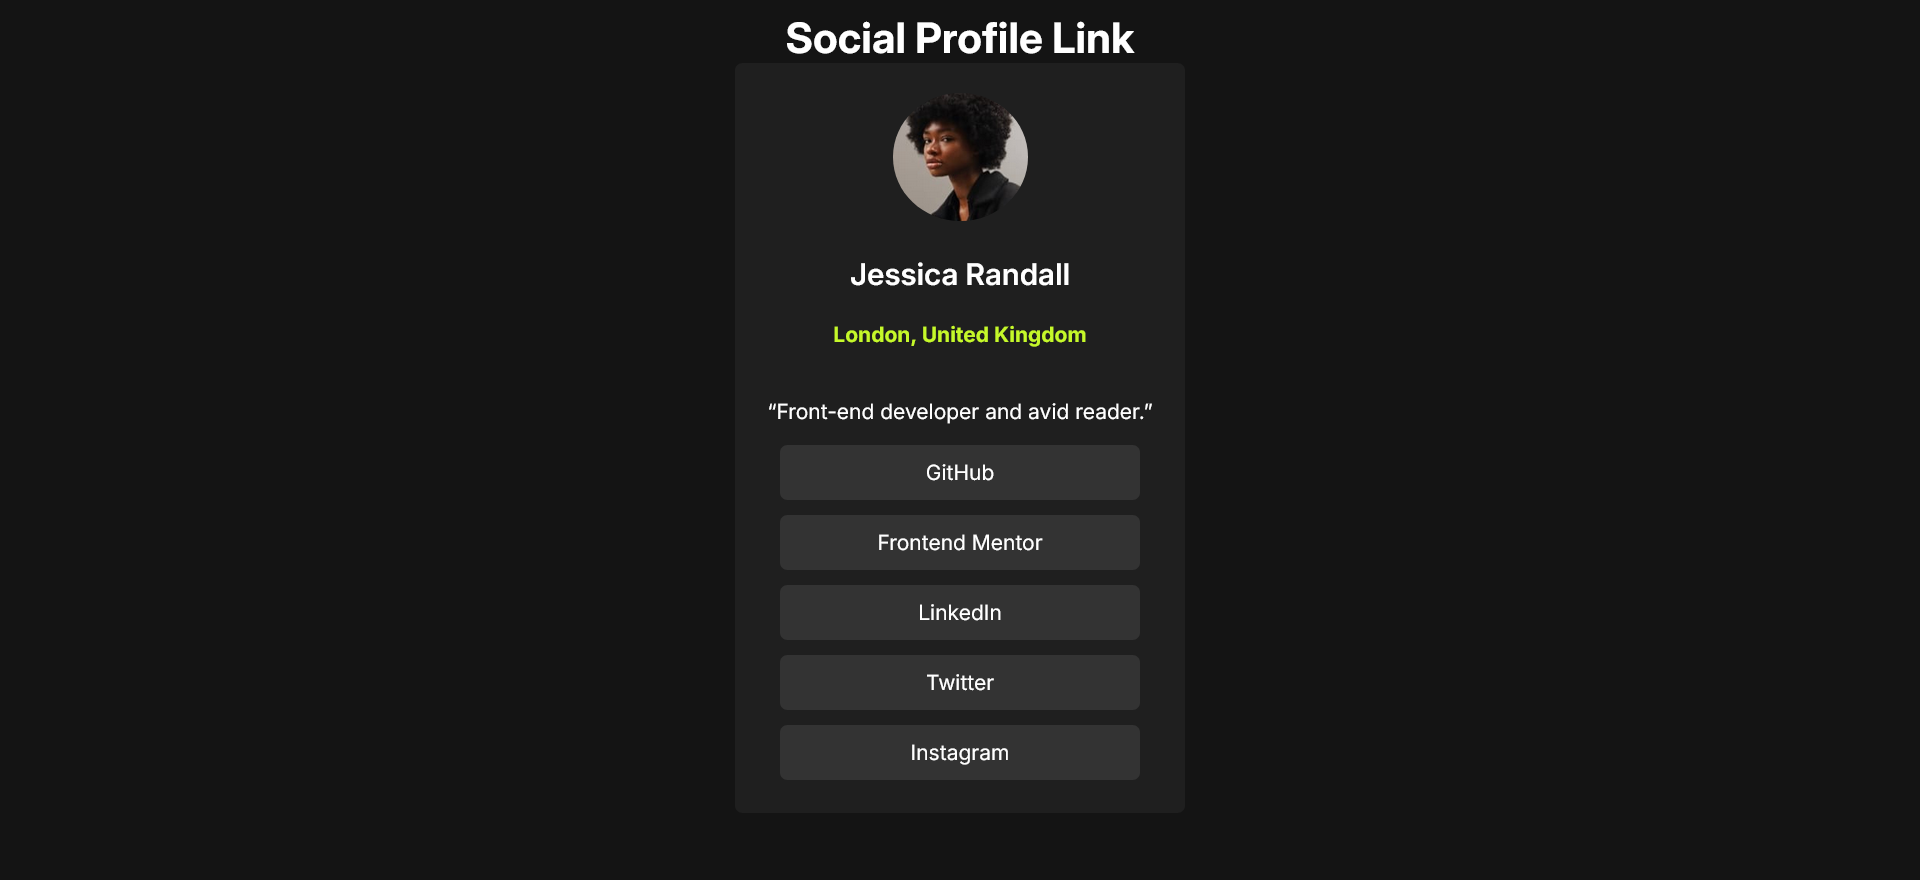 Social Profile Link
Jessica Randall
London, United Kingdom
“Front-end developer and avid reader.”
GitHub
Frontend Mentor
LinkedIn
Twitter
Instagram